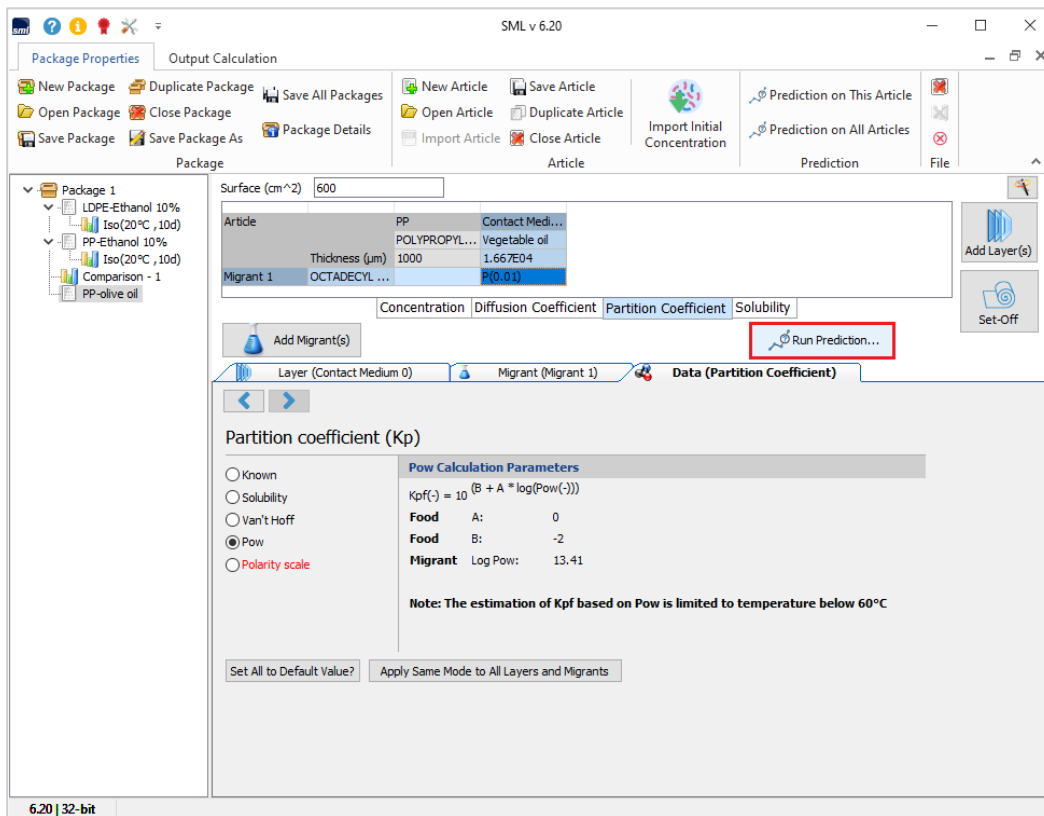 sml
SML v 6.20
Package Properties
Output Calculation
New Package
Duplicate Package
Save All Packages
Open Package
Close Package
Package Details
Save Package
Save Package As
Package
New Article
Save Article
Open Article
Duplicate Article
Import Article
Close Article
Import Initial
Concentration
Article
Prediction on This Article
Prediction on All Articles
Prediction
File
Package 1
LDPE-Ethanol 10%
Iso(20°C ,10d)
PP-Ethanol 10%
Iso(20°C ,10d)
Comparison - 1
PP-olive oil
Surface (cm^2) 600
Article PP Contact Medi...
POLYPROPYL... Vegetable oil
Thickness (µm) 1000 1.667E04
Migrant 1 OCTADECYL ... P(0.01)
Concentration Diffusion Coefficient Partition Coefficient Solubility
Add Layer(s)
Set-Off
Add Migrant(s)
Run Prediction...
Layer (Contact Medium 0) Migrant (Migrant 1) Data (Partition Coefficient)
Partition coefficient (Kp)
Known
Solubility
Van't Hoff
Pow
Polarity scale
Pow Calculation Parameters
Kpf(-) = 10 (B + A * log(Pow(-)))
Food A: 0
Food B: -2
Migrant Log Pow: 13.41
Note: The estimation of Kpf based on Pow is limited to temperature below 60°C
Set All to Default Value? Apply Same Mode to All Layers and Migrants
6.20 | 32-bit